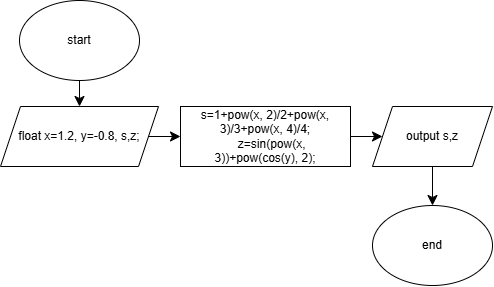 start
float x=1.2, y=-0.8, s,z;
s=1+pow(x, 2)/2+pow(x,
3)/3+pow(x, 4)/4;
z=sin(pow(x,
3))+pow(cos(y), 2);
output s,z
end